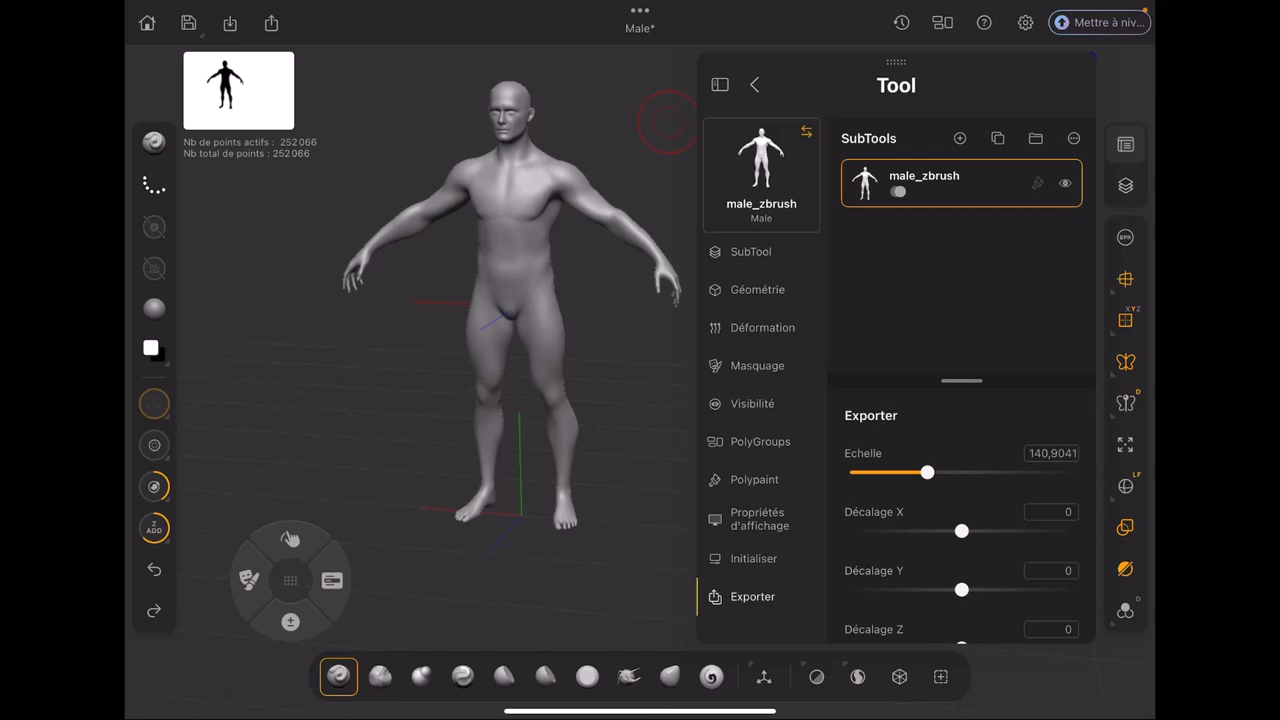 Male*
Mettre à niv...
Nb de points actifs : 252 066
Nb total de points : 252 066
Tool
male_zbrush
Male
SubTools
male_zbrush
SubTool
Géométrie
Déformation
Masquage
Visibilité
PolyGroups
Polypaint
Propriétés
d'affichage
Initialiser
Exporter
Exporter
Echelle
140,9041
Décalage X
0
Décalage Y
0
Décalage Z
0
BPR
XYZ
D
LF
D
Z
ADD